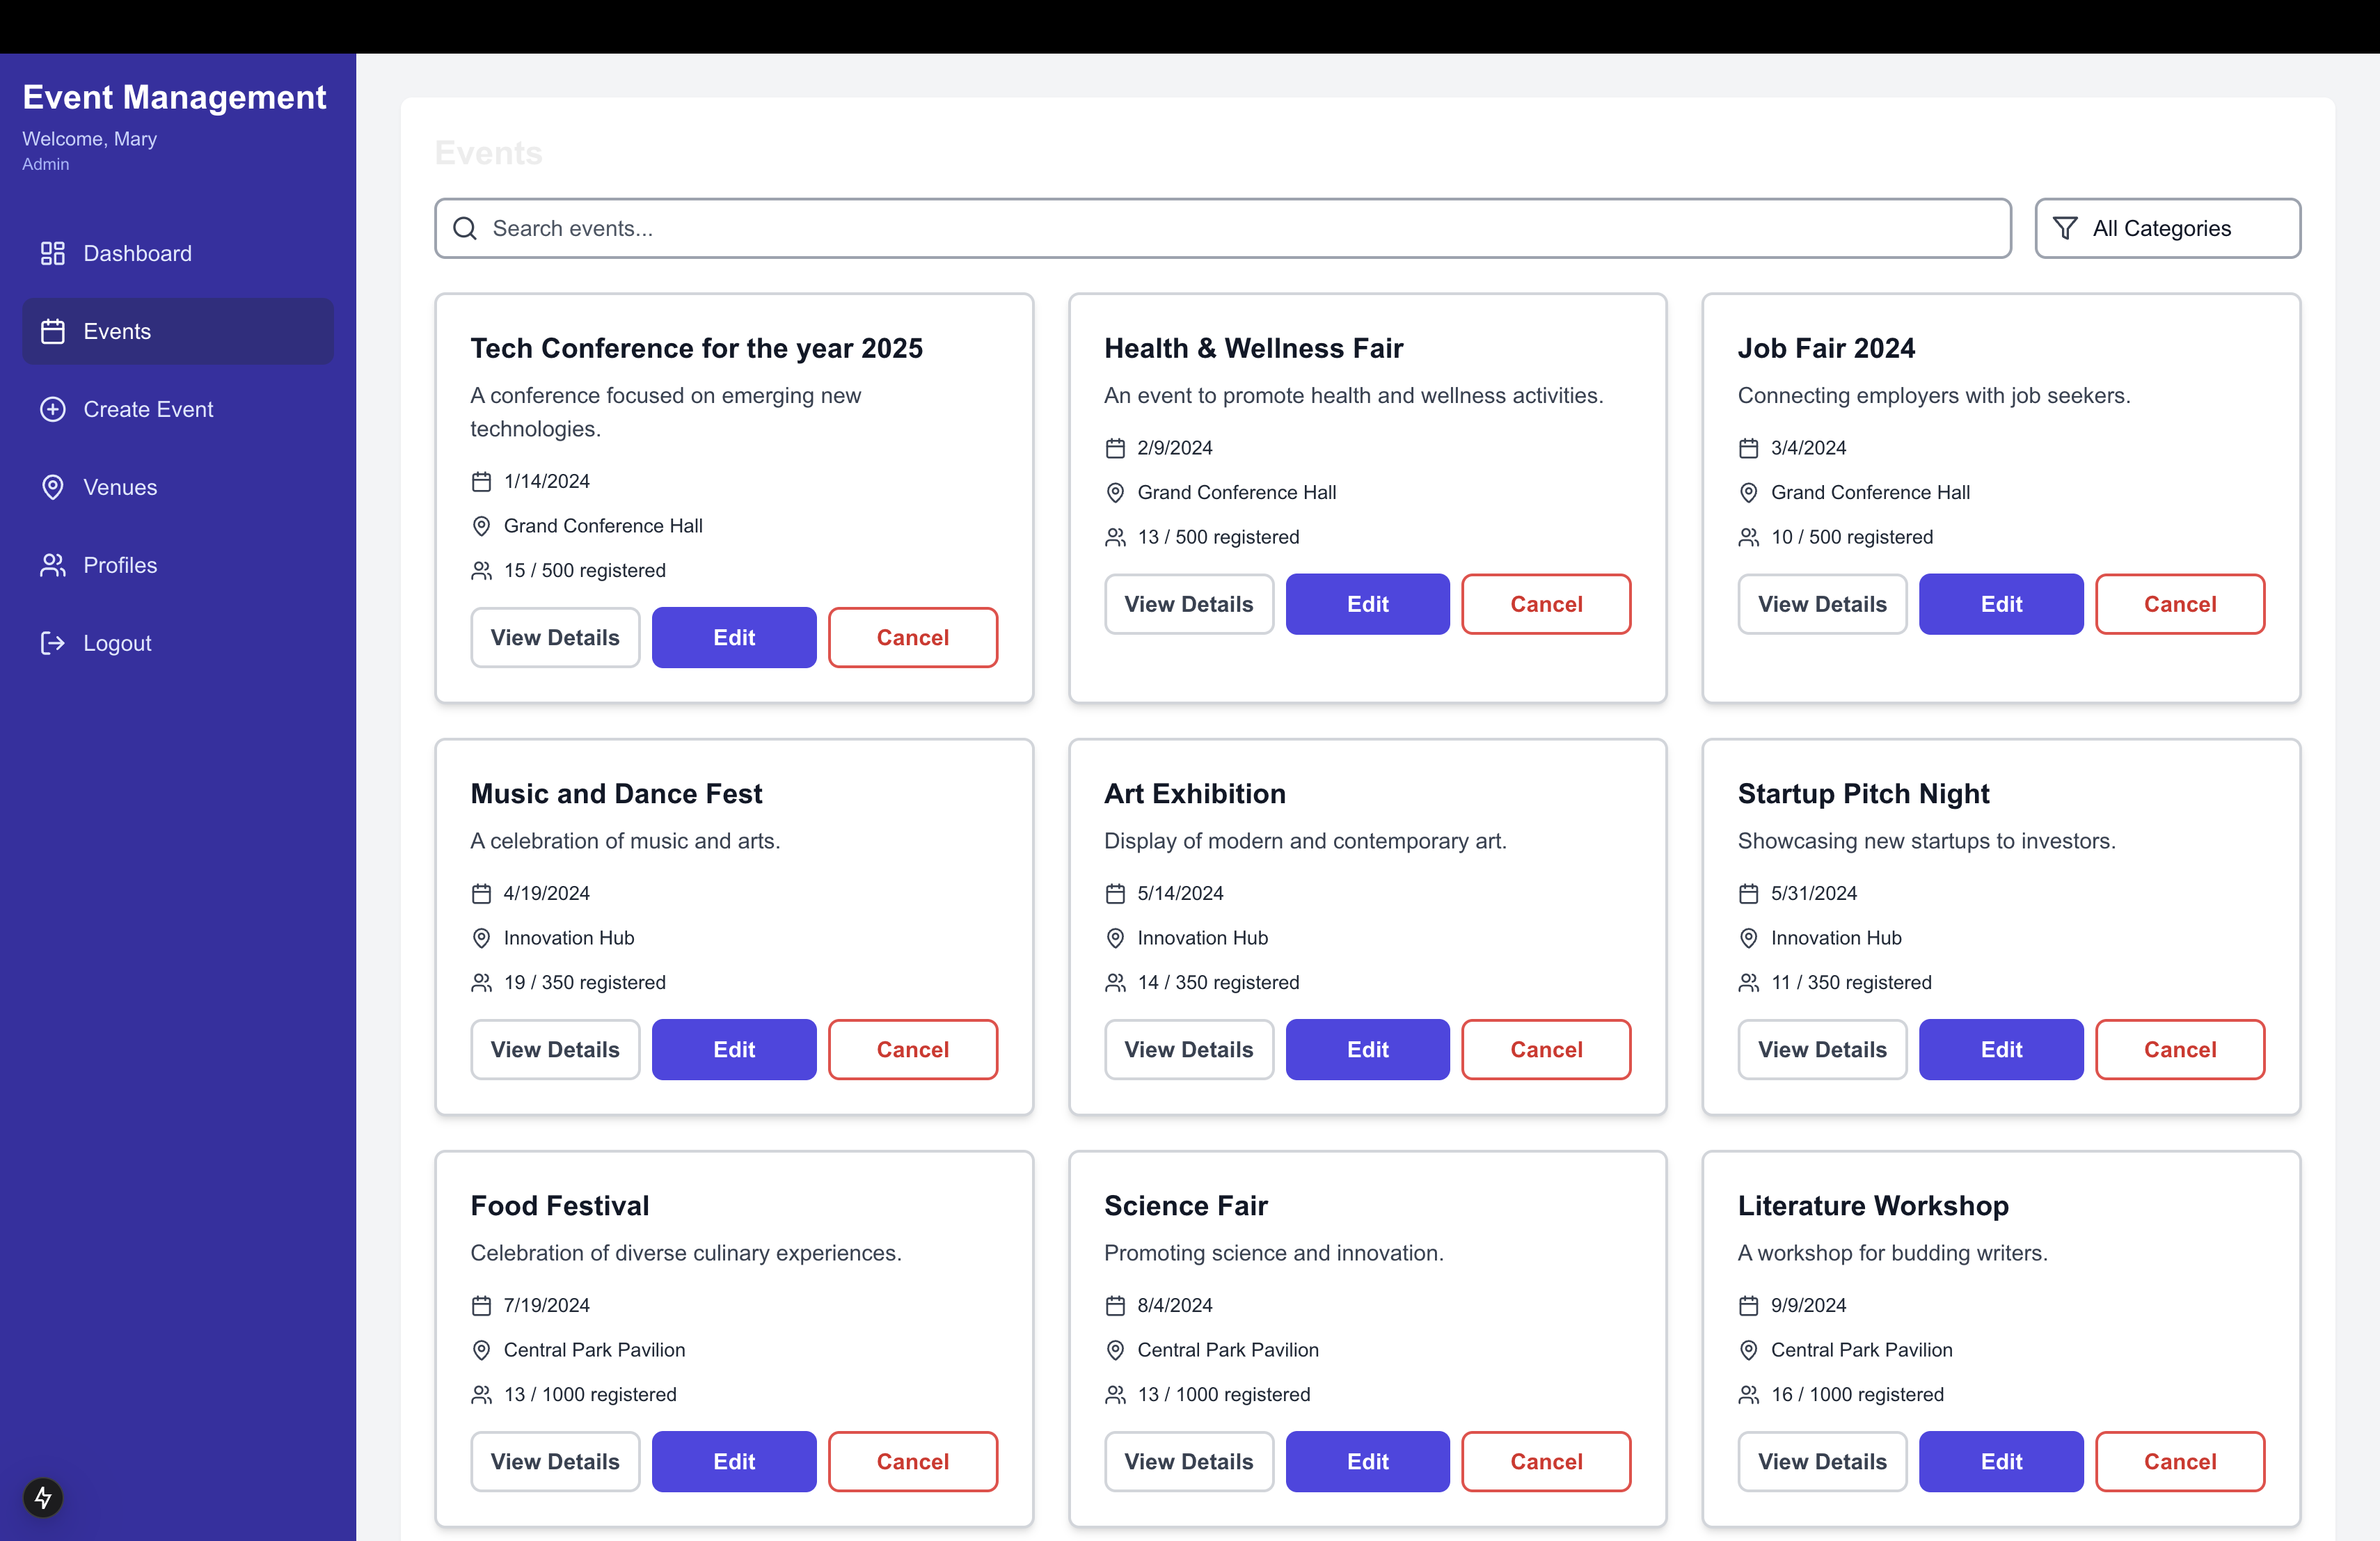 Event Management
Welcome, Mary
Admin
Dashboard
Events
Create Event
Venues
Profiles
Logout
Events
Search events...
All Categories
Tech Conference for the year 2025
A conference focused on emerging new
technologies.
1/14/2024
Grand Conference Hall
15 / 500 registered
View Details
Edit
Cancel
Health & Wellness Fair
An event to promote health and wellness activities.
2/9/2024
Grand Conference Hall
13 / 500 registered
View Details
Edit
Cancel
Job Fair 2024
Connecting employers with job seekers.
3/4/2024
Grand Conference Hall
10 / 500 registered
View Details
Edit
Cancel
Music and Dance Fest
A celebration of music and arts.
4/19/2024
Innovation Hub
19 / 350 registered
View Details
Edit
Cancel
Art Exhibition
Display of modern and contemporary art.
5/14/2024
Innovation Hub
14 / 350 registered
View Details
Edit
Cancel
Startup Pitch Night
Showcasing new startups to investors.
5/31/2024
Innovation Hub
11 / 350 registered
View Details
Edit
Cancel
Food Festival
Celebration of diverse culinary experiences.
7/19/2024
Central Park Pavilion
13 / 1000 registered
View Details
Edit
Cancel
Science Fair
Promoting science and innovation.
8/4/2024
Central Park Pavilion
13 / 1000 registered
View Details
Edit
Cancel
Literature Workshop
A workshop for budding writers.
9/9/2024
Central Park Pavilion
16 / 1000 registered
View Details
Edit
Cancel